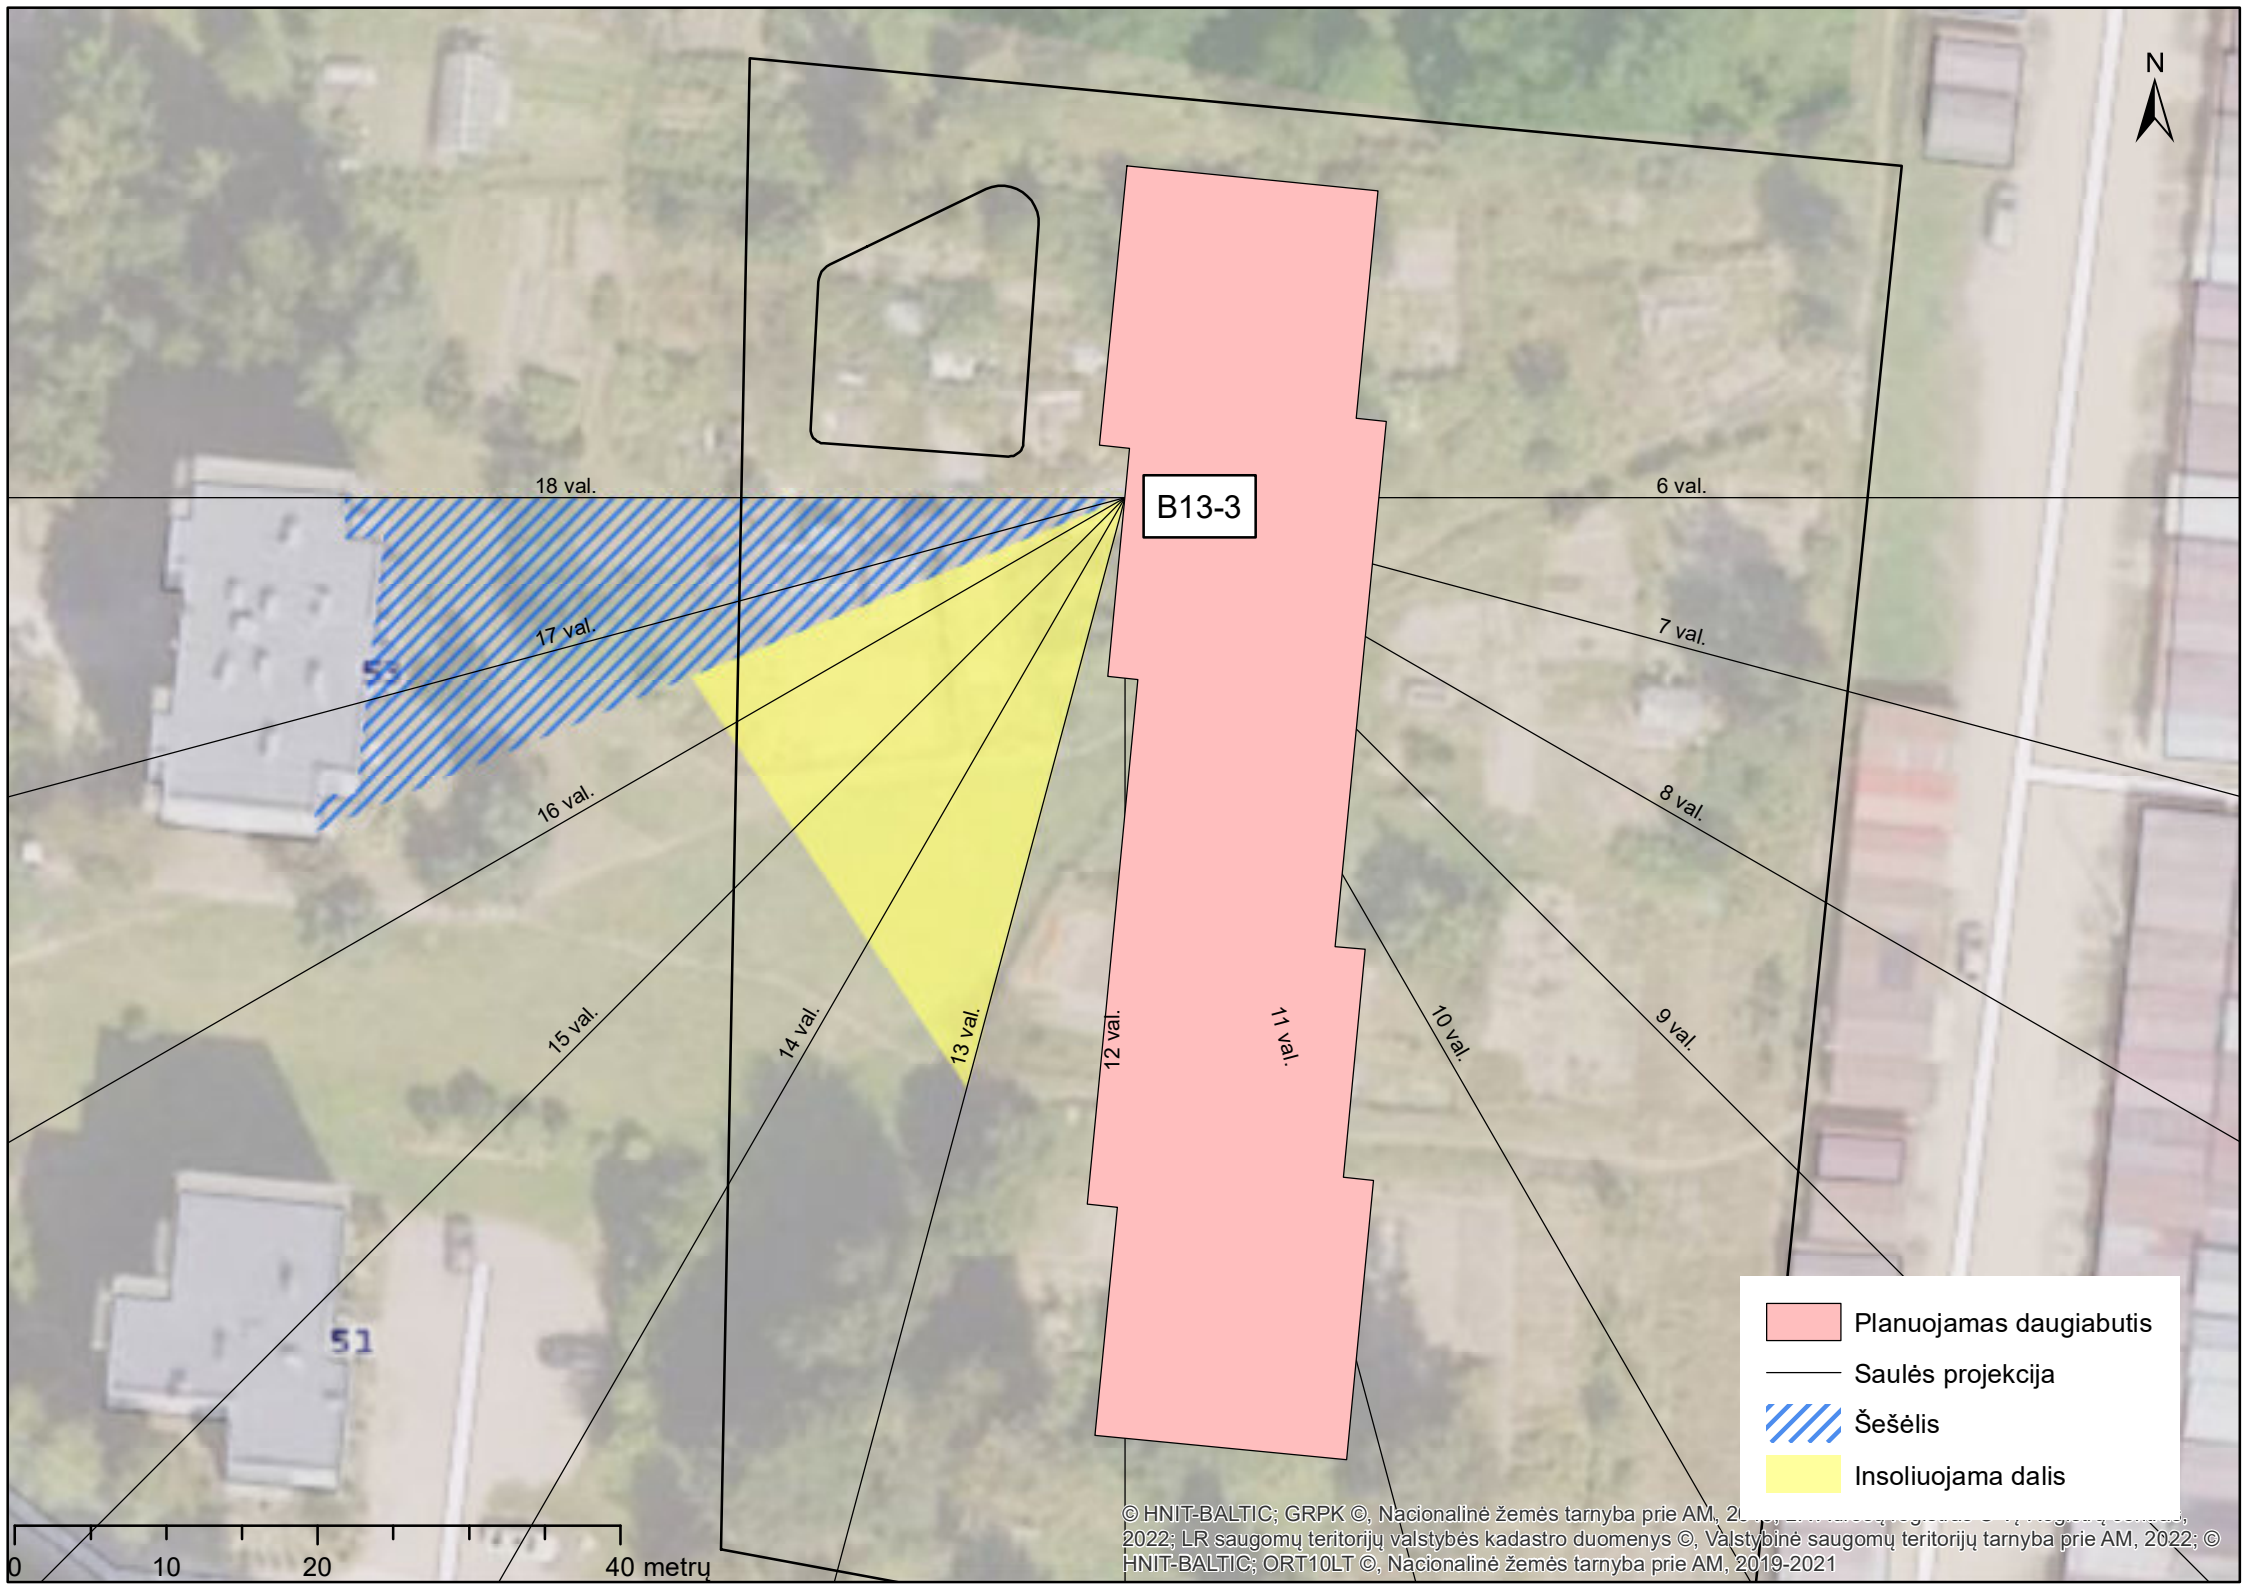 N
18 val.
6 val.
B13-3
17 val.
7 val.
53
16 val.
8 val.
15 val.
14 val.
13 val.
12 val.
11 val.
10 val.
9 val.
51
Planuojamas daugiabutis
Saulės projekcija
Šešėlis
Insoliuojama dalis
© HNIT-BALTIC; GRPK ©, Nacionalinė žemės tarnyba prie AM,
2022; LR saugomų teritorijų valstybės kadastro duomenys ©, Valstybinė saugomų teritorijų tarnyba prie AM, 2022; ©
HNIT-BALTIC; ORT10LT ©, Nacionalinė žemės tarnyba prie AM, 2019-2021
0 10 20 40 metrų